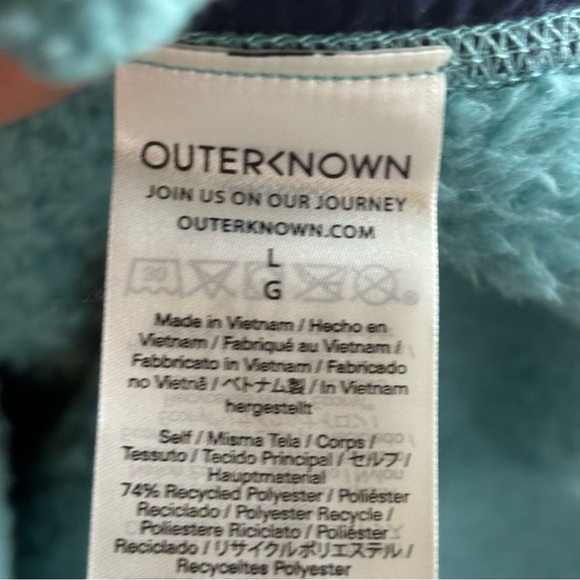 OUTERKNOWN
JOIN US ON OUR JOURNEY
OUTERKNOWN.COM
L
G
Made in Vietnam / Hecho en
Vietnam / Fabriqué au Vietnam /
Fabbricato in Vietnam / Fabricado
no Vietnã / ベトナム製 / In Vietnam
hergestellt
Self / Misma Tela / Corps /
Tessuto / Tecido Principal / セルフ /
Hauptmaterial
74% Recycled Polyester / Poliéster
Reciclado / Polyester Recycle /
Poliestere Riciclato / Poliéster
Reciclado / リサイクルポリエステル /
Recyceltes Polyester